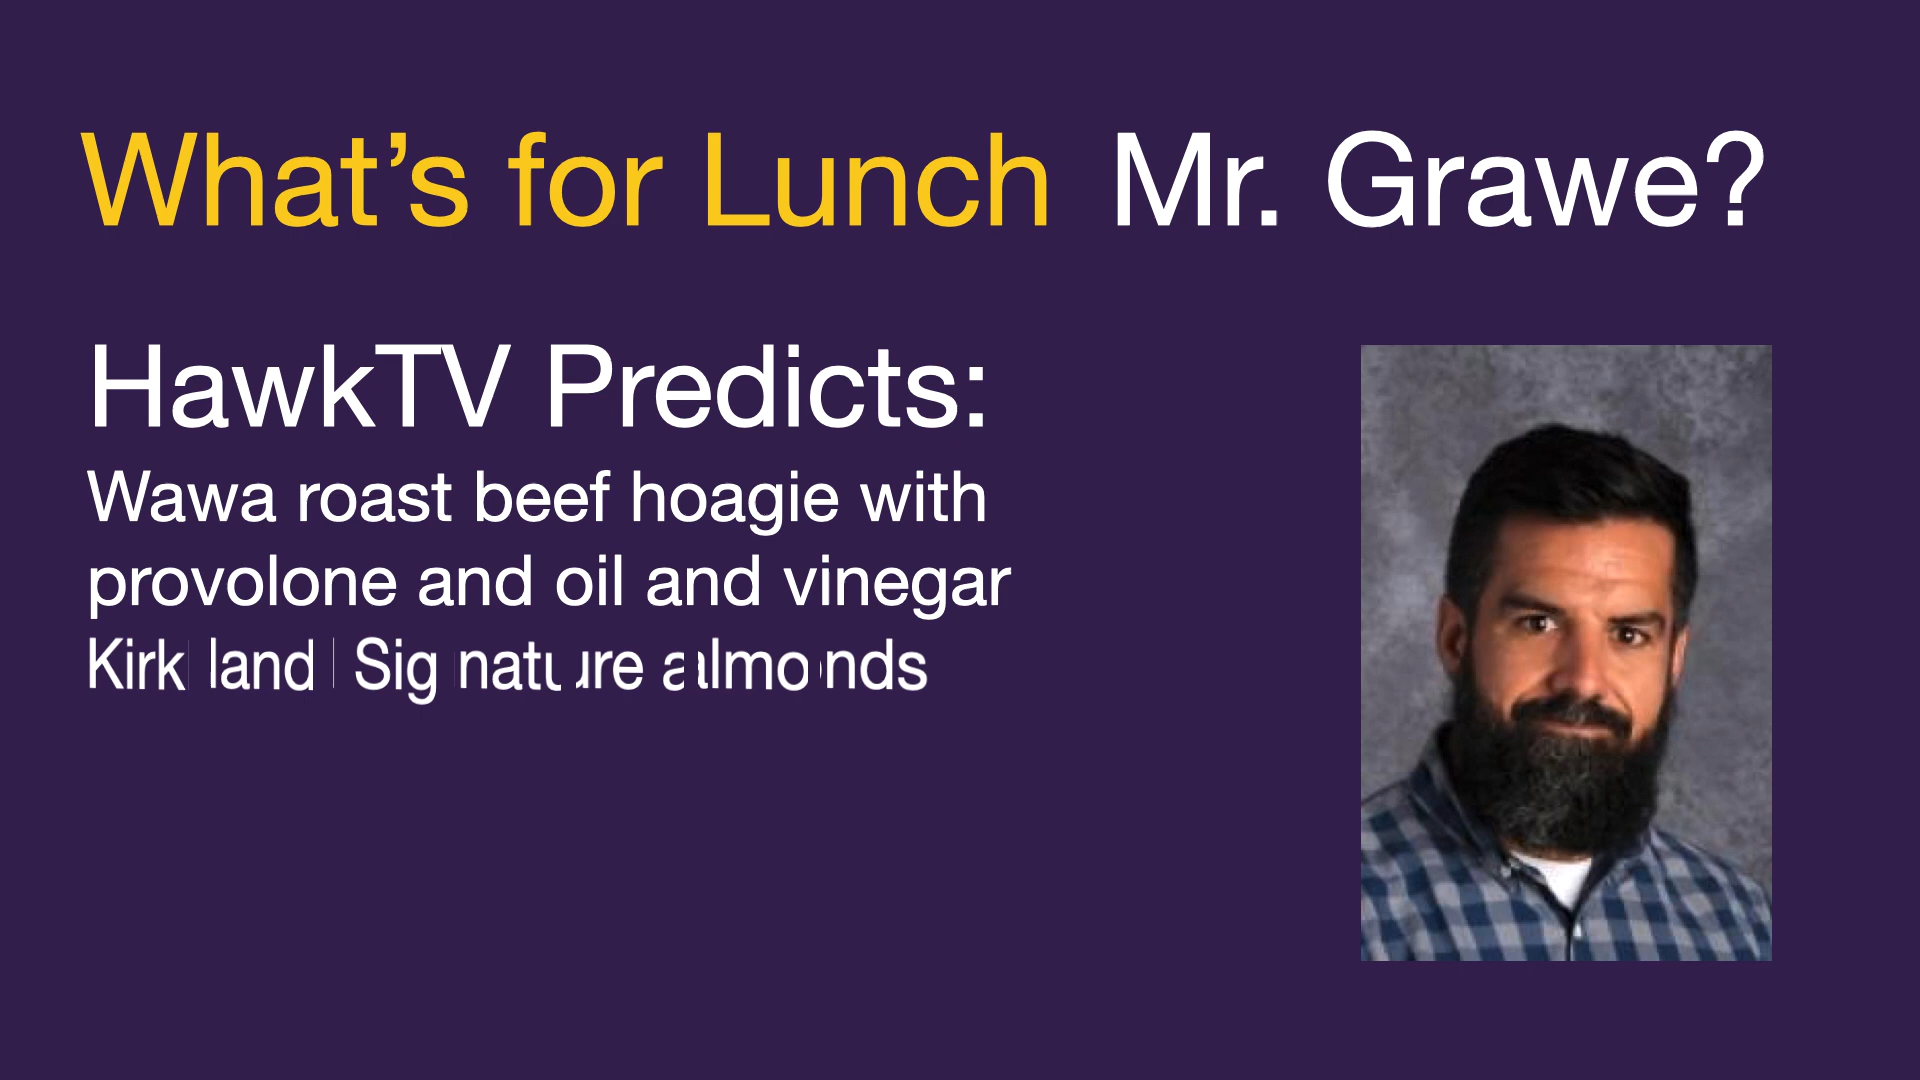 What’s for Lunch Mr. Grawe?
HawkTV Predicts:
Wawa roast beef hoagie with
provolone and oil and vinegar
Kirkland Signature almonds